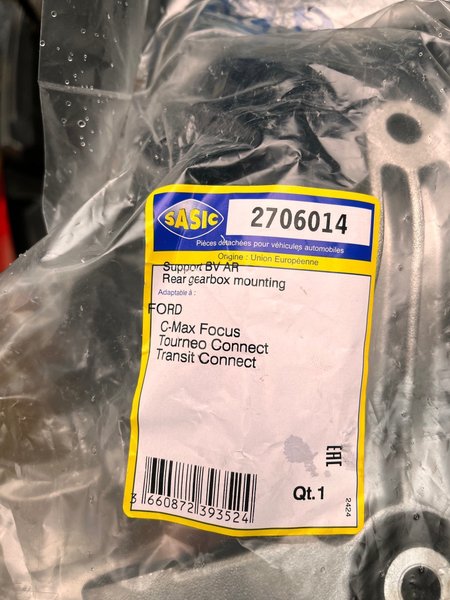 SASIC
2706014
Pièces détachées pour véhicules automobiles
Origine : Union Européenne
Support BV AR
Rear gearbox mounting
Adaptable à :
FORD
C-Max Focus
Tourneo Connect
Transit Connect
EAC
Qt.1
2424
3 660872 393524